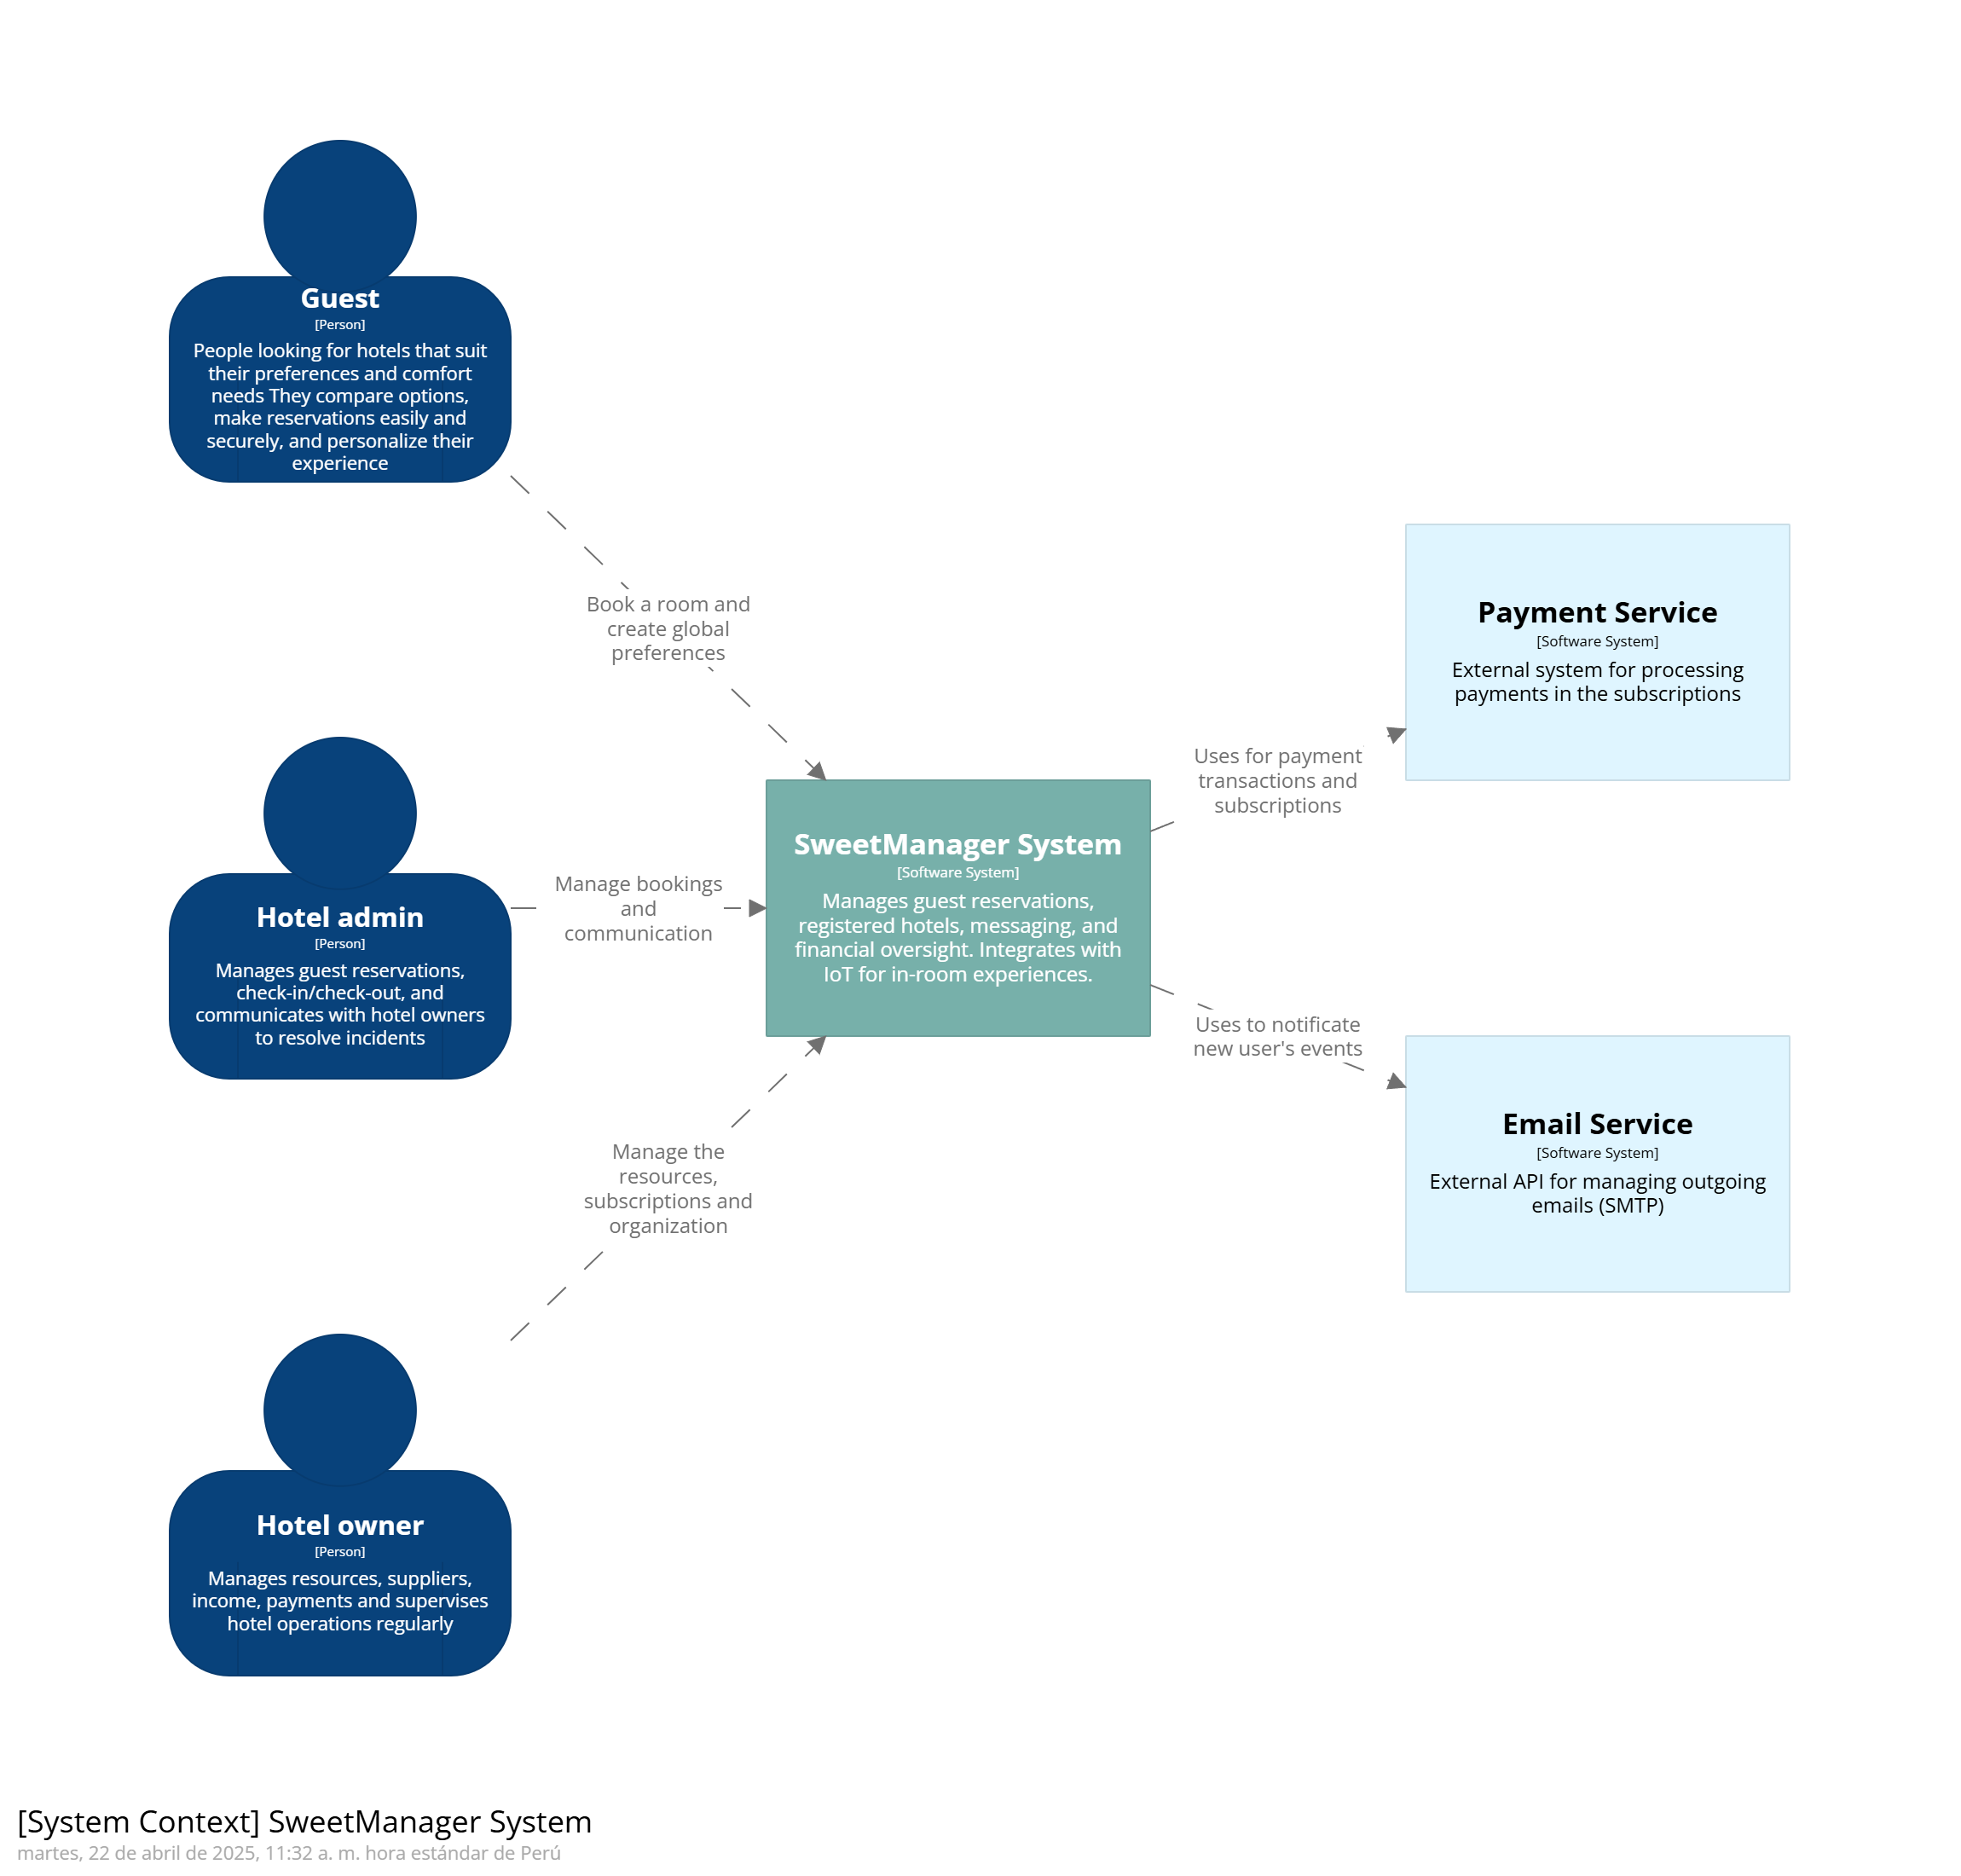 Guest
[Person]
People looking for hotels that suit
their preferences and comfort
needs They compare options,
make reservations easily and
securely, and personalize their
experience
Book a room and
create global
preferences
Hotel admin
[Person]
Manages guest reservations,
check-in/check-out, and
communicates with hotel owners
to resolve incidents
Manage bookings
and
communication
SweetManager System
[Software System]
Manages guest reservations,
registered hotels, messaging, and
financial oversight. Integrates with
IoT for in-room experiences.
Uses for payment
transactions and
subscriptions
Payment Service
[Software System]
External system for processing
payments in the subscriptions
Uses to notificate
new user's events
Email Service
[Software System]
External API for managing outgoing
emails (SMTP)
Manage the
resources,
subscriptions and
organization
Hotel owner
[Person]
Manages resources, suppliers,
income, payments and supervises
hotel operations regularly
[System Context] SweetManager System
martes, 22 de abril de 2025, 11:32 a. m. hora estándar de Perú